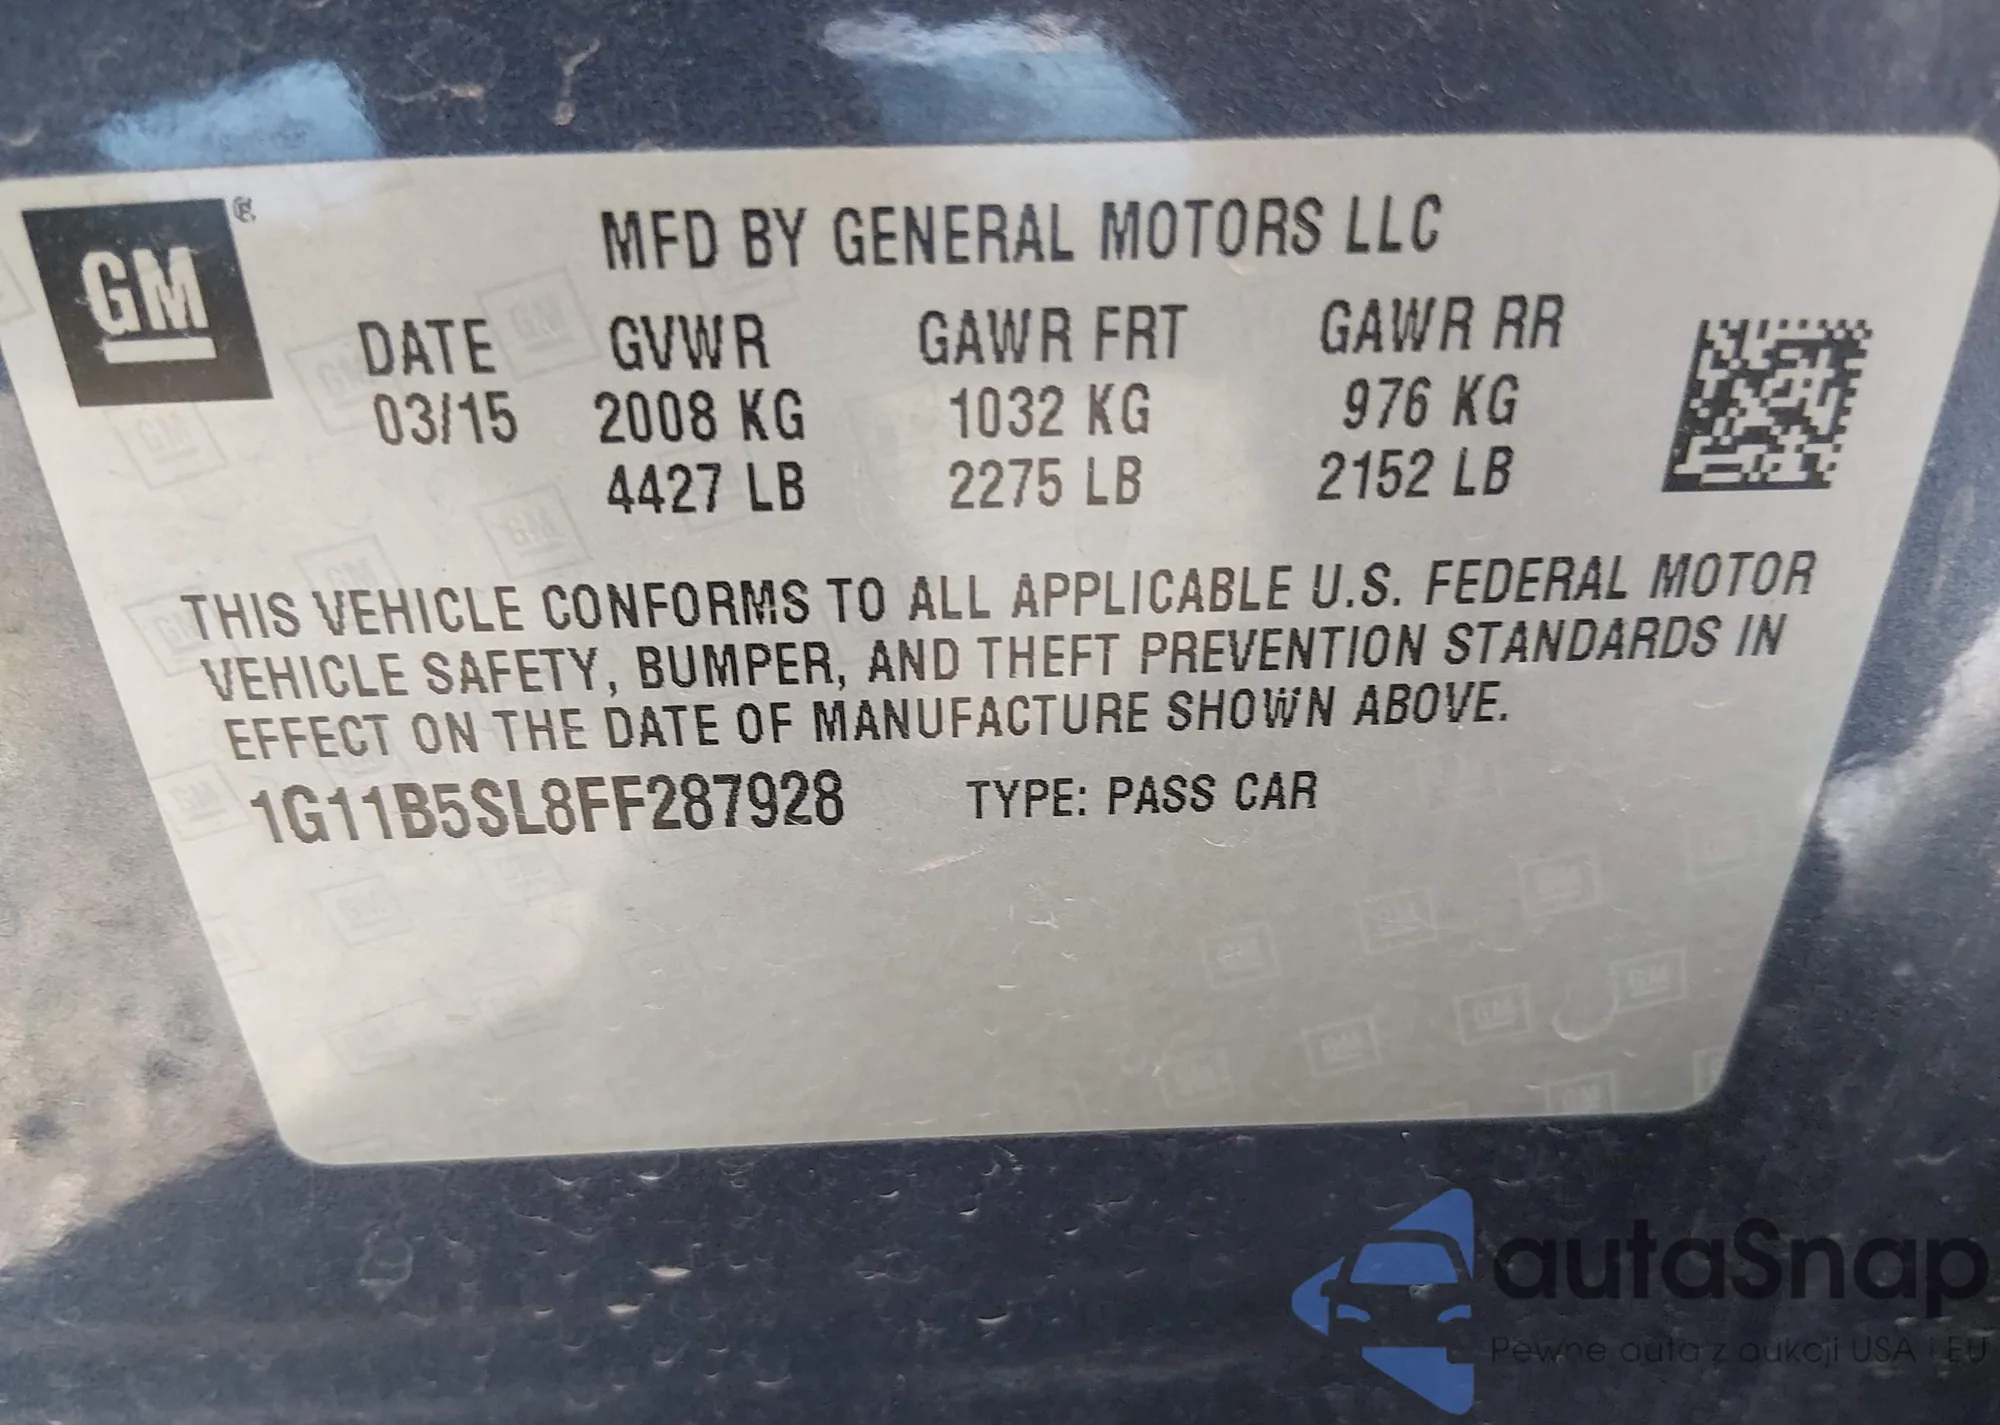 GM
MFD BY GENERAL MOTORS LLC
DATE GVWR GAWR FRT GAWR RR
03/15 2008 KG 1032 KG 976 KG
4427 LB 2275 LB 2152 LB
THIS VEHICLE CONFORMS TO ALL APPLICABLE U.S. FEDERAL MOTOR
VEHICLE SAFETY, BUMPER, AND THEFT PREVENTION STANDARDS IN
EFFECT ON THE DATE OF MANUFACTURE SHOWN ABOVE.
1G11B5SL8FF287928 TYPE: PASS CAR
autaSnap
Pewne auta z aukcji USA i EU